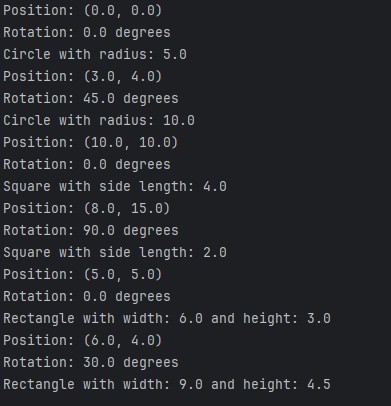 Position: (0.0, 0.0)
Rotation: 0.0 degrees
Circle with radius: 5.0
Position: (3.0, 4.0)
Rotation: 45.0 degrees
Circle with radius: 10.0
Position: (10.0, 10.0)
Rotation: 0.0 degrees
Square with side length: 4.0
Position: (8.0, 15.0)
Rotation: 90.0 degrees
Square with side length: 2.0
Position: (5.0, 5.0)
Rotation: 0.0 degrees
Rectangle with width: 6.0 and height: 3.0
Position: (6.0, 4.0)
Rotation: 30.0 degrees
Rectangle with width: 9.0 and height: 4.5